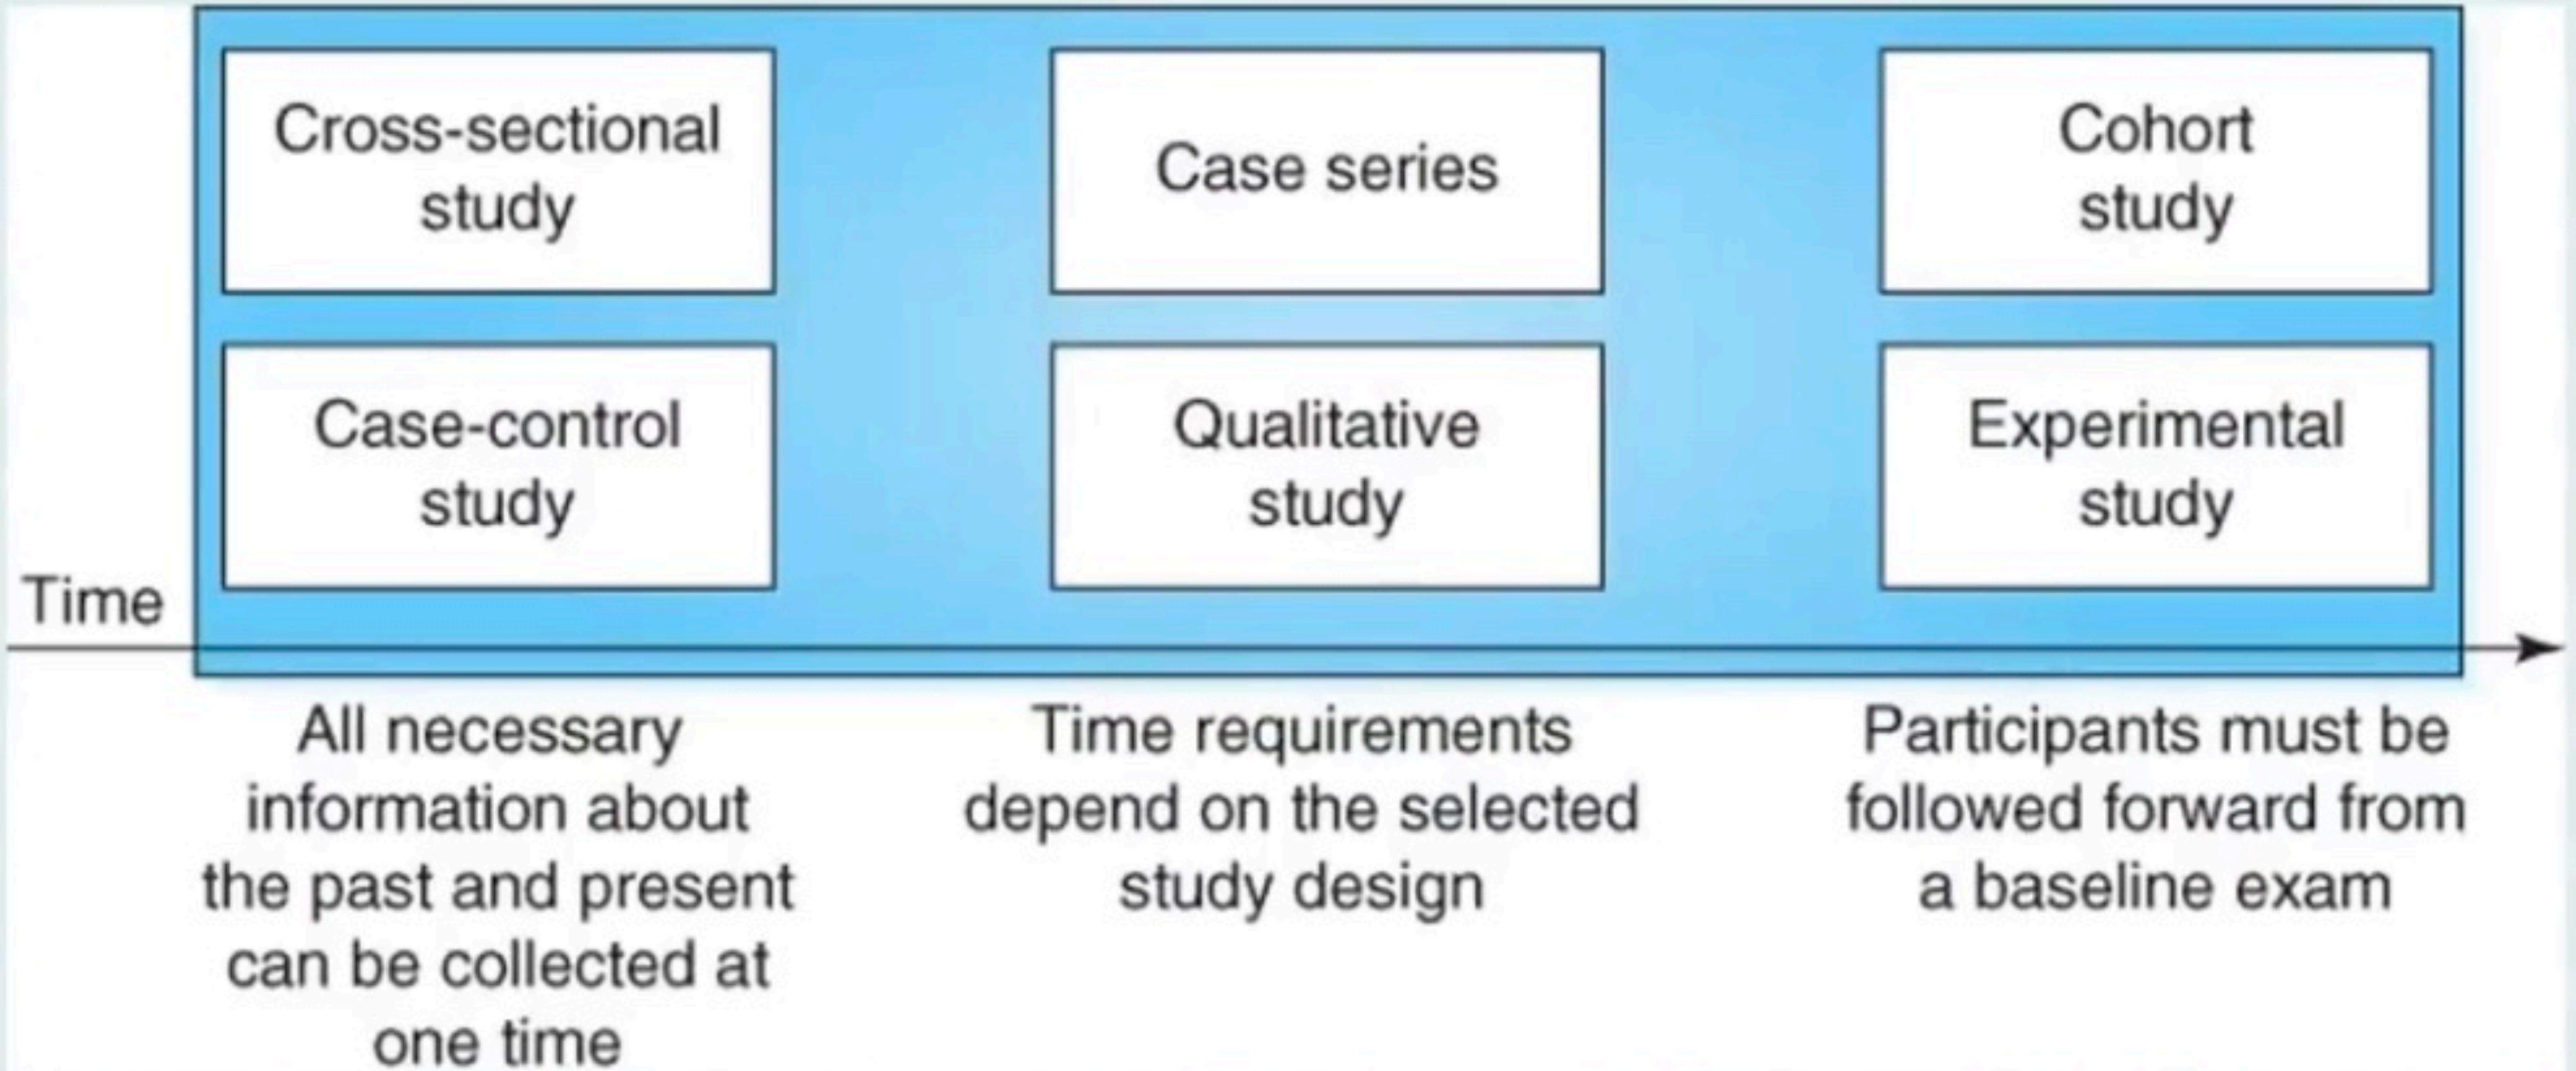 Cross-sectional
study
Case series
Cohort
study
Case-control
study
Qualitative
study
Experimental
study
Time
All necessary
information about
the past and present
can be collected at
one time
Time requirements
depend on the selected
study design
Participants must be
followed forward from
a baseline exam